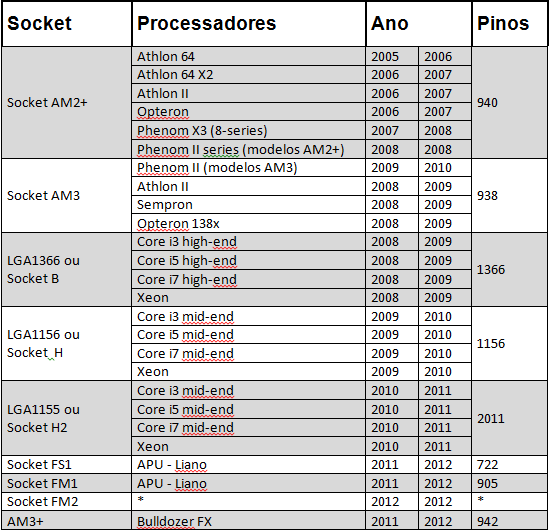 Socket Processadores Ano Pinos
Socket AM2+ 940
Athlon 64 2005 2006
Athlon 64 X2 2006 2007
Athlon II 2006 2007
Opteron 2006 2007
Phenom X3 (8-series) 2007 2008
Phenom II series (modelos AM2+) 2008 2008
Socket AM3 938
Phenom II (modelos AM3) 2009 2010
Athlon II 2008 2009
Sempron 2008 2009
Opteron 138x 2008 2009
LGA1366 ou
Socket B 1366
Core i3 high-end 2008 2009
Core i5 high-end 2008 2009
Core i7 high-end 2008 2009
Xeon 2008 2009
LGA1156 ou
Socket H 1156
Core i3 mid-end 2009 2010
Core i5 mid-end 2009 2010
Core i7 mid-end 2009 2010
Xeon 2009 2010
LGA1155 ou
Socket H2 2011
Core i3 mid-end 2010 2011
Core i5 mid-end 2010 2011
Core i7 mid-end 2010 2011
Xeon 2010 2011
Socket FS1 APU - Liano 2011 2012 722
Socket FM1 APU - Liano 2011 2012 905
Socket FM2 * 2012 2012 *
AM3+ Bulldozer FX 2011 2012 942